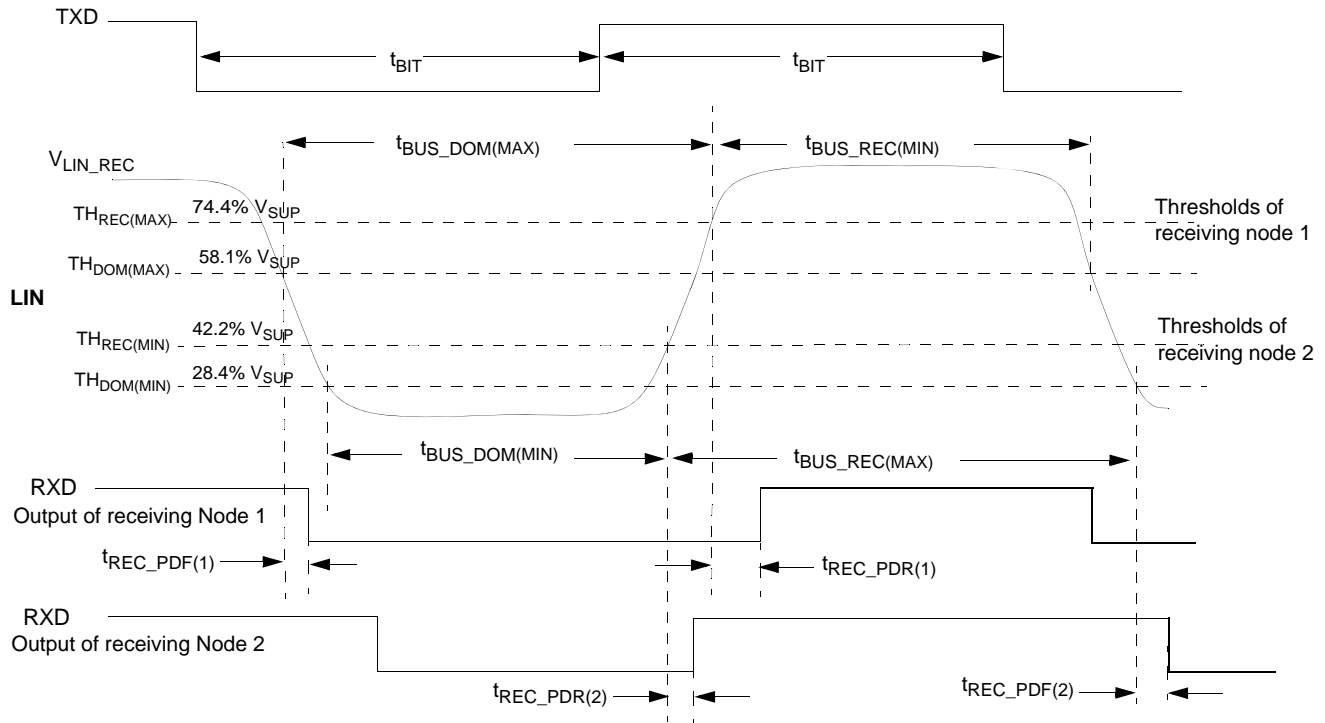 TXD
tBIT tBIT
tBUS_DOM(MAX) tBUS_REC(MIN)
VLIN_REC
THREC(MAX) 74.4% VSUP
Thresholds of
receiving node 1
THDOM(MAX) 58.1% VSUP
LIN
THREC(MIN) 42.2% VSUP
Thresholds of
receiving node 2
THDOM(MIN) 28.4% VSUP
tBUS_DOM(MIN) tBUS_REC(MAX)
RXD
Output of receiving Node 1
tREC_PDF(1) tREC_PDR(1)
RXD
Output of receiving Node 2
tREC_PDR(2) tREC_PDF(2)